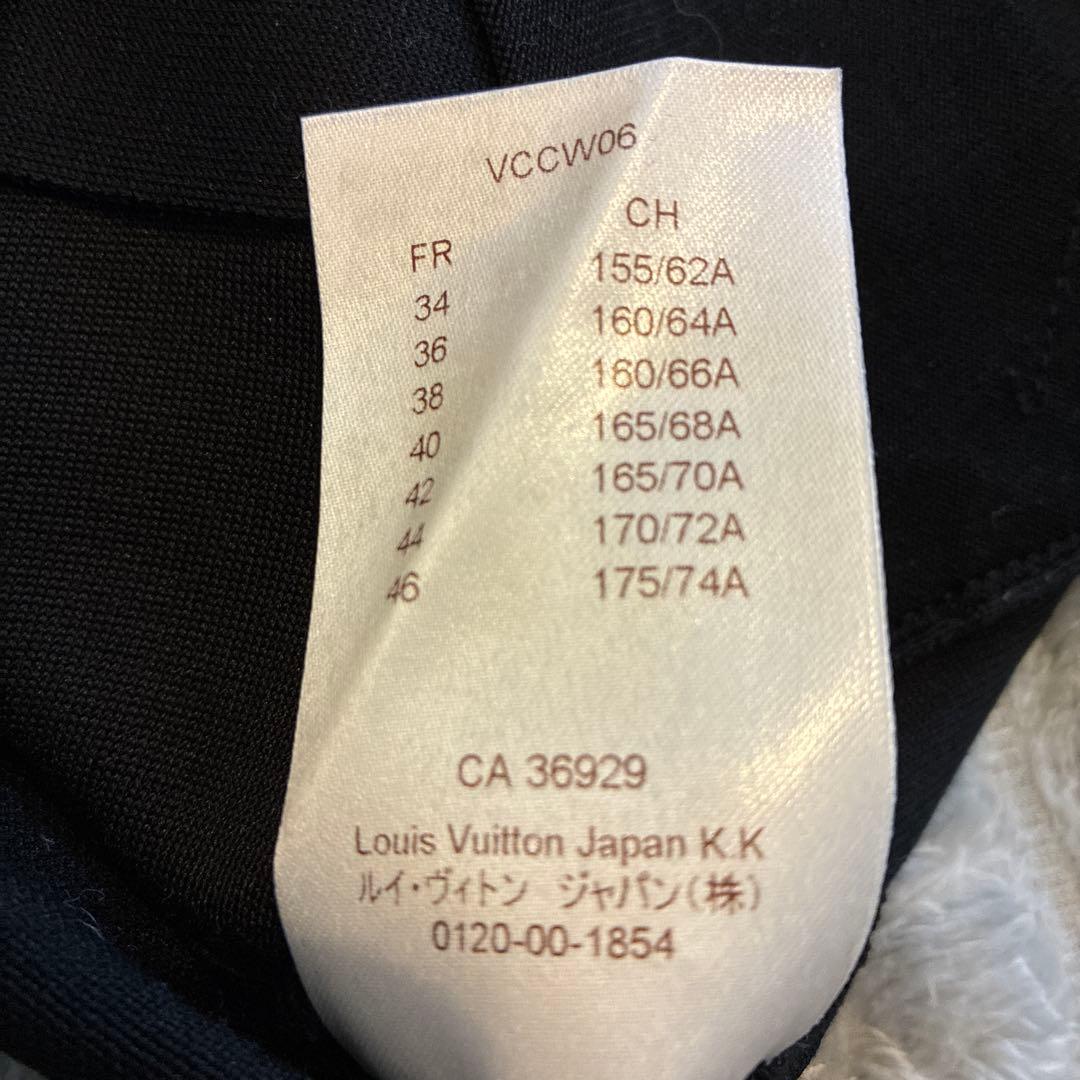 VCCW06
FR CH
34 155/62A
36 160/64A
38 160/66A
40 165/68A
42 165/70A
44 170/72A
46 175/74A
CA 36929
Louis Vuitton Japan K.K
ルイ・ヴィトン ジャパン(株)
0120-00-1854